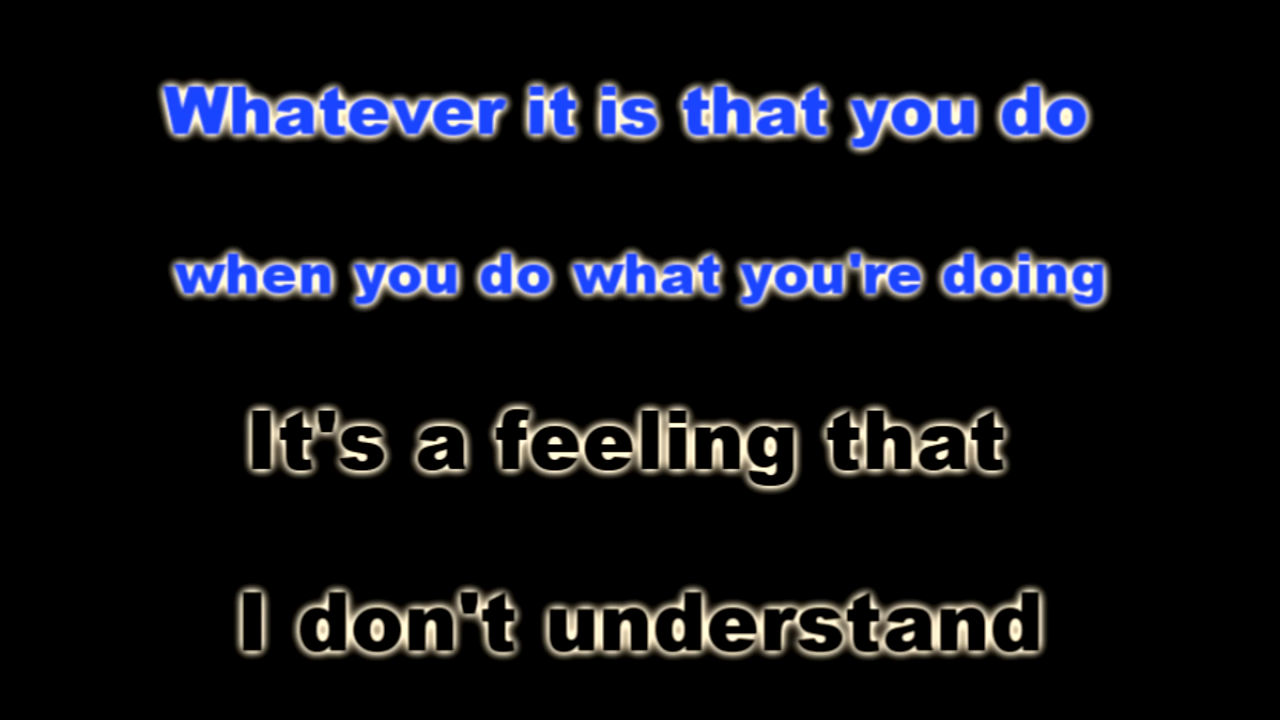 Whatever it is that you do
when you do what you're doing
It's a feeling that
I don't understand